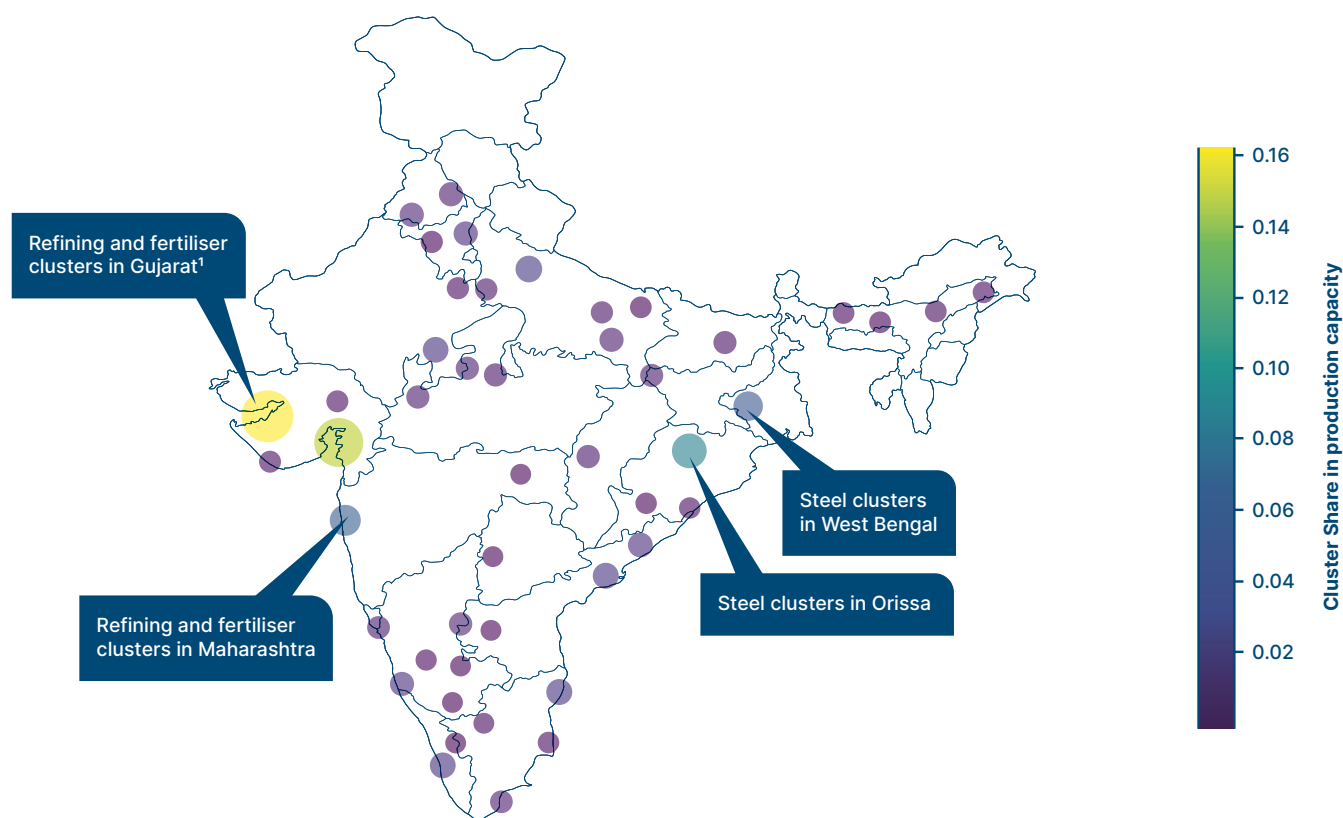 Refining and fertiliser
clusters in Gujarat¹
Refining and fertiliser
clusters in Maharashtra
Steel clusters
in West Bengal
Steel clusters in Orissa
0.16
0.14
0.12
0.10
0.08
0.06
0.04
0.02
Cluster Share in production capacity